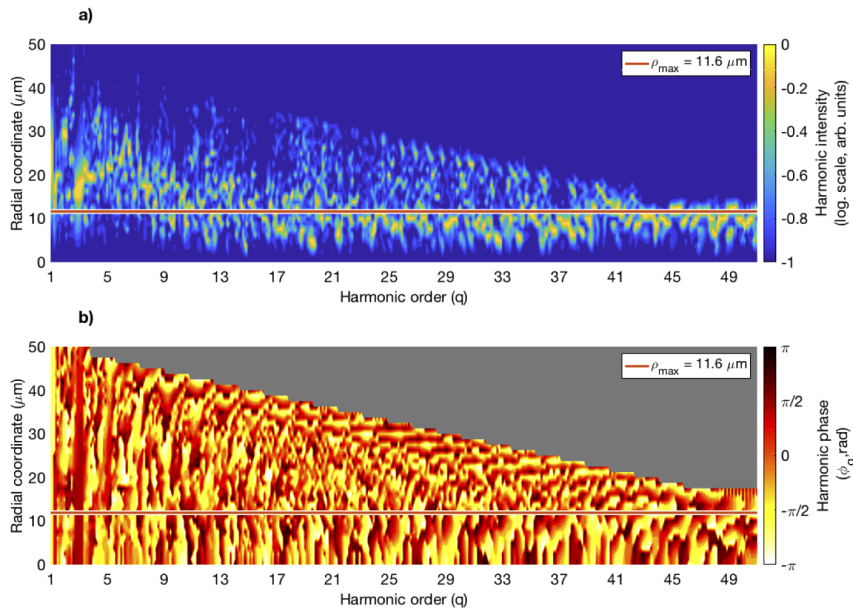 a)
50
40
30
20
10
0
Radial coordinate (μm)
ρmax = 11.6 μm
1 5 9 13 17 21 25 29 33 37 41 45 49
Harmonic order (q)
0
-0.2
-0.4
-0.6
-0.8
-1
Harmonic intensity
(log. scale, arb. units)
b)
50
40
30
20
10
0
Radial coordinate (μm)
ρmax = 11.6 μm
1 5 9 13 17 21 25 29 33 37 41 45 49
Harmonic order (q)
π
π/2
0
-π/2
-π
Harmonic phase
(ϕq,rad)